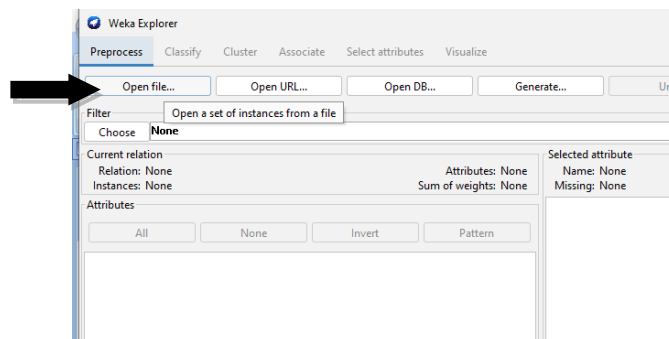 Weka Explorer
Preprocess Classify Cluster Associate Select attributes Visualize
Open file... Open URL... Open DB... Generate... Un
Open a set of instances from a file
Filter
Choose None
Current relation
Relation: None Attributes: None
Instances: None Sum of weights: None
Selected attribute
Name: None
Missing: None
Attributes
All None Invert Pattern